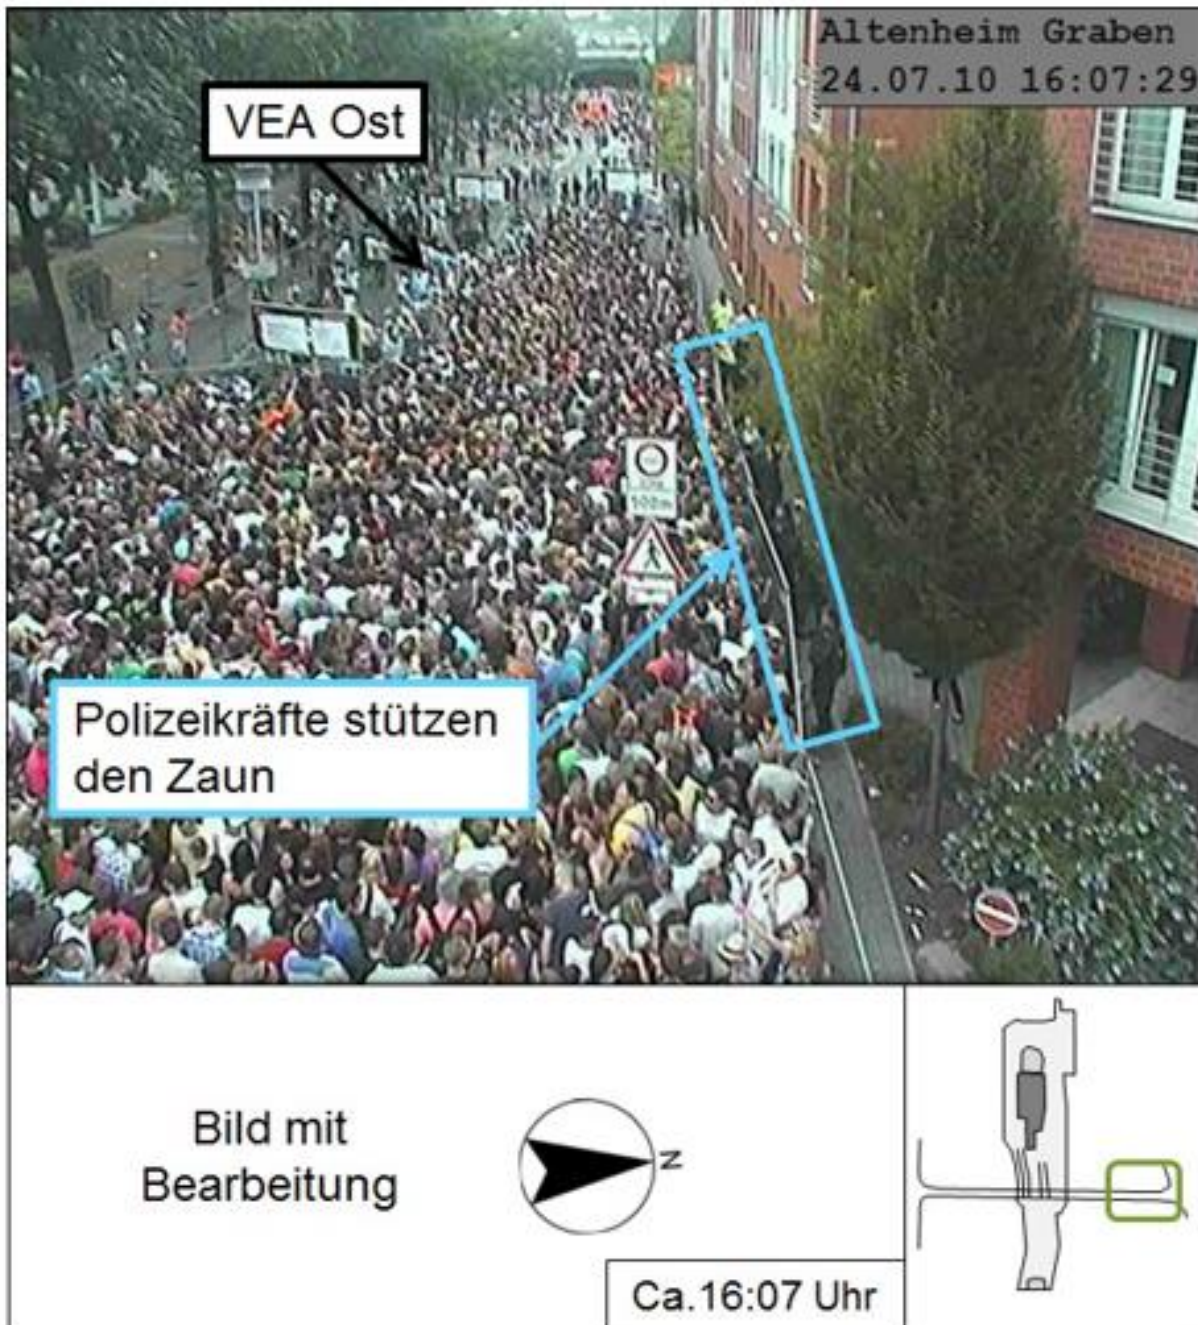 Altenheim Graben
24.07.10 16:07:29
VEA Ost
100m
Polizeikräfte stützen
den Zaun
Bild mit
Bearbeitung
N
Ca.16:07 Uhr